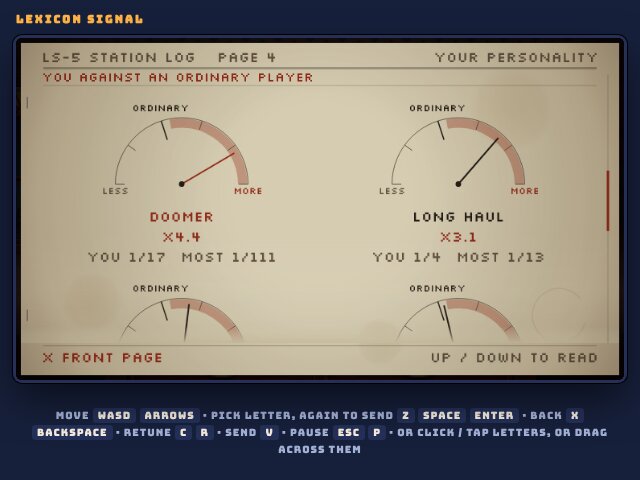 LEXICON SIGNAL
LS-5 STATION LOG PAGE 4 YOUR PERSONALITY
YOU AGAINST AN ORDINARY PLAYER
ORDINARY ORDINARY
LESS MORE LESS MORE
DOOMER LONG HAUL
X4.4 X3.1
YOU 1/17 MOST 1/111 YOU 1/4 MOST 1/13
ORDINARY ORDINARY
X FRONT PAGE UP / DOWN TO READ
MOVE WASD ARROWS · PICK LETTER, AGAIN TO SEND Z SPACE ENTER · BACK X
BACKSPACE · RETUNE C R · SEND V · PAUSE ESC P · OR CLICK / TAP LETTERS, OR DRAG
ACROSS THEM